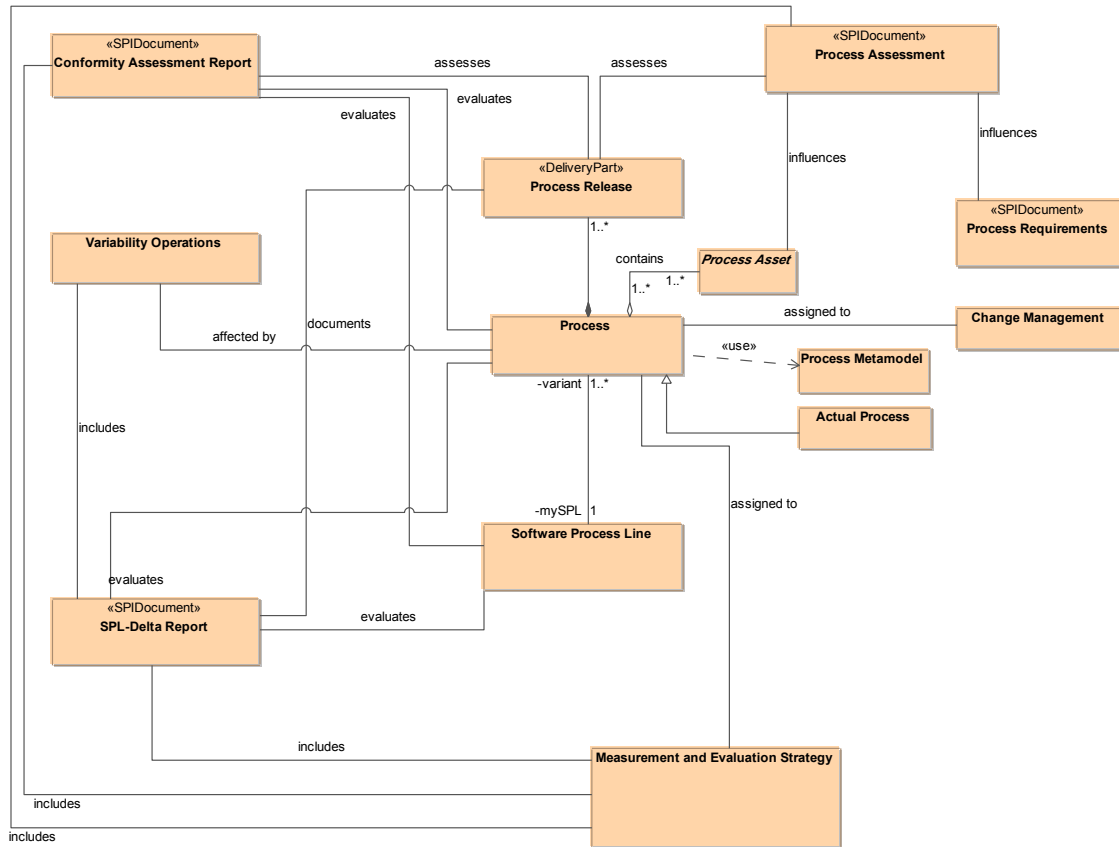 «SPIDocument»
Conformity Assessment Report
«SPIDocument»
Process Assessment
assesses
assesses
evaluates
evaluates
influences
influences
«DeliveryPart»
Process Release
1..*
«SPIDocument»
Process Requirements
Variability Operations
Process Asset
contains
1..*
1..*
assigned to
Change Management
Process
documents
affected by
«use»
Process Metamodel
-variant
1..*
Actual Process
includes
assigned to
-mySPL
1
Software Process Line
evaluates
«SPIDocument»
SPL-Delta Report
evaluates
includes
Measurement and Evaluation Strategy
includes
includes